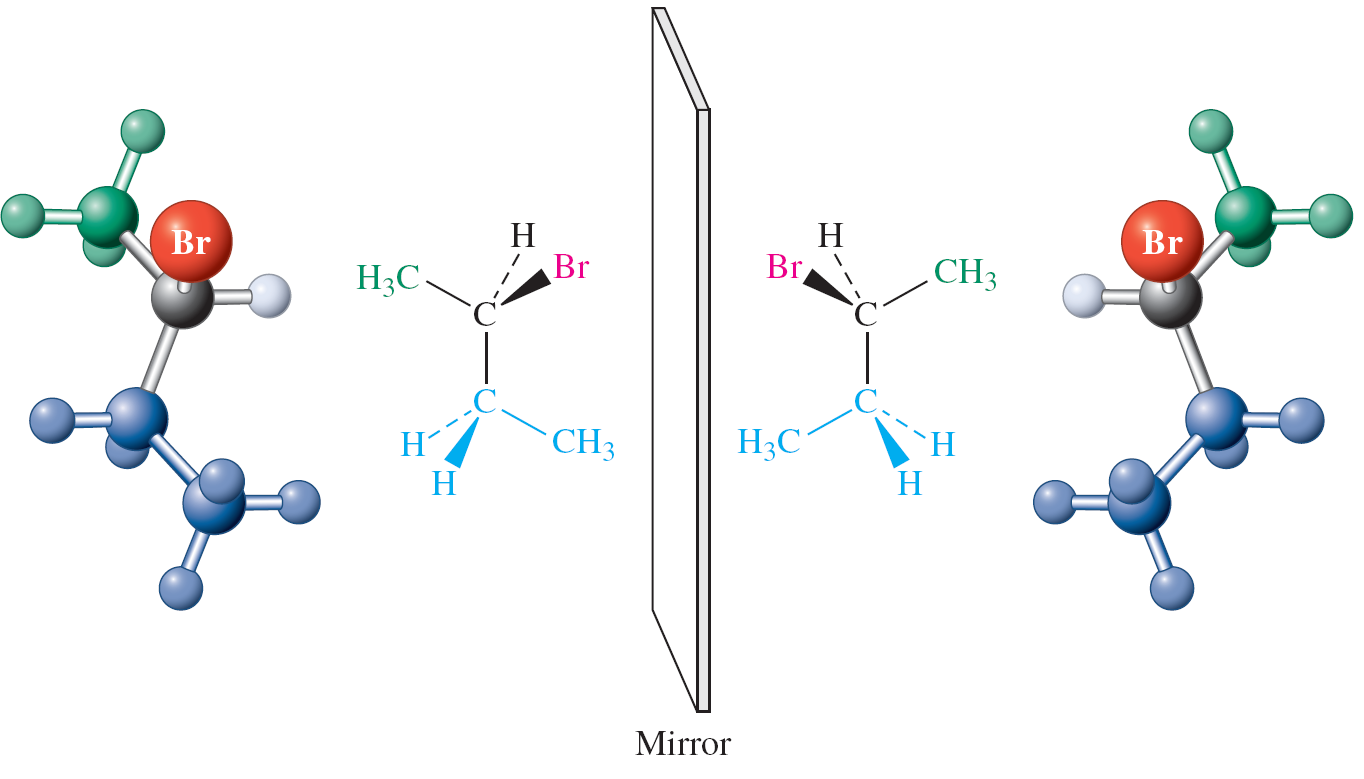 H H
Br Br Br Br
H₃C CH₃
C C
C C
H CH₃ H₃C H
H H
Mirror